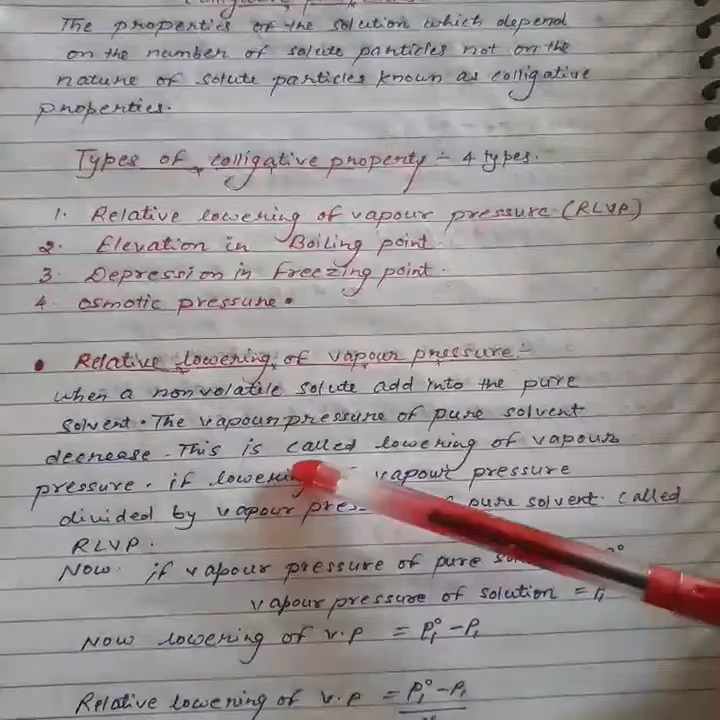 The properties of the solution which depend
on the number of solute particles not on the
nature of solute particles known as colligative
properties.
Types of colligative property - 4 types.
1. Relative lowering of vapour pressure (RLVP)
2. Elevation in Boiling point.
3. Depression in freezing point.
4. osmotic pressure.
• Relative lowering of vapour pressure:-
when a nonvolatile solute add into the pure
solvent. The vapour pressure of pure solvent
decrease. This is called lowering of vapour
pressure. if lowering vapour pressure
divided by vapour pure solvent. called
RLVP.
Now. if vapour pressure of pure
vapour pressure of solution = P₁
Now lowering of v.p = P₁° - P₁
Relative lowering of v.p = P₁° - P₁